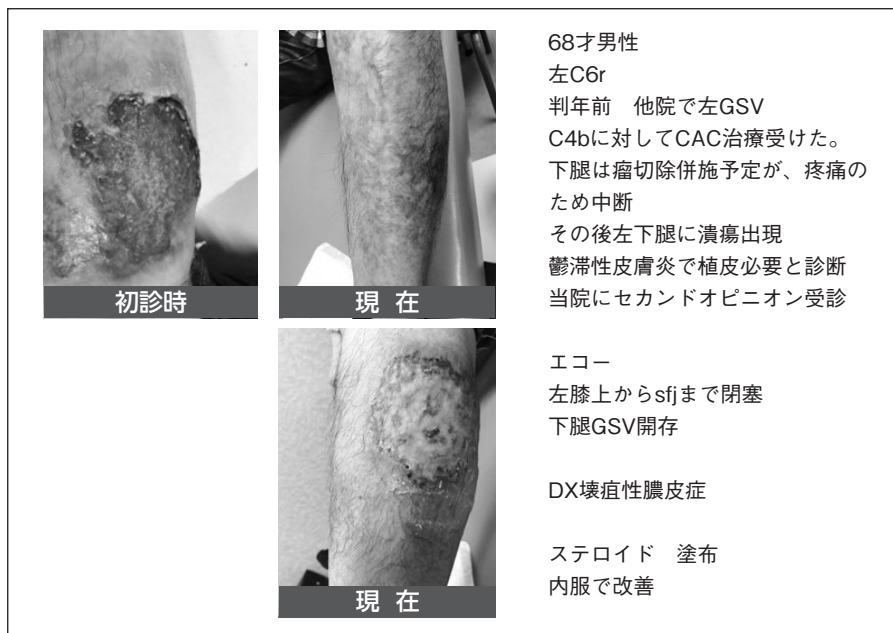 68才男性
左C6r
判年前　他院で左GSV
C4bに対してCAC治療受けた。
下腿は瘤切除併施予定が、疼痛の
ため中断
その後左下腿に潰瘍出現
鬱滞性皮膚炎で植皮必要と診断
当院にセカンドオピニオン受診
エコー
左膝上からsfjまで閉塞
下腿GSV開存
DX壊疽性膿皮症
ステロイド　塗布
内服で改善
初診時
現 在
現 在